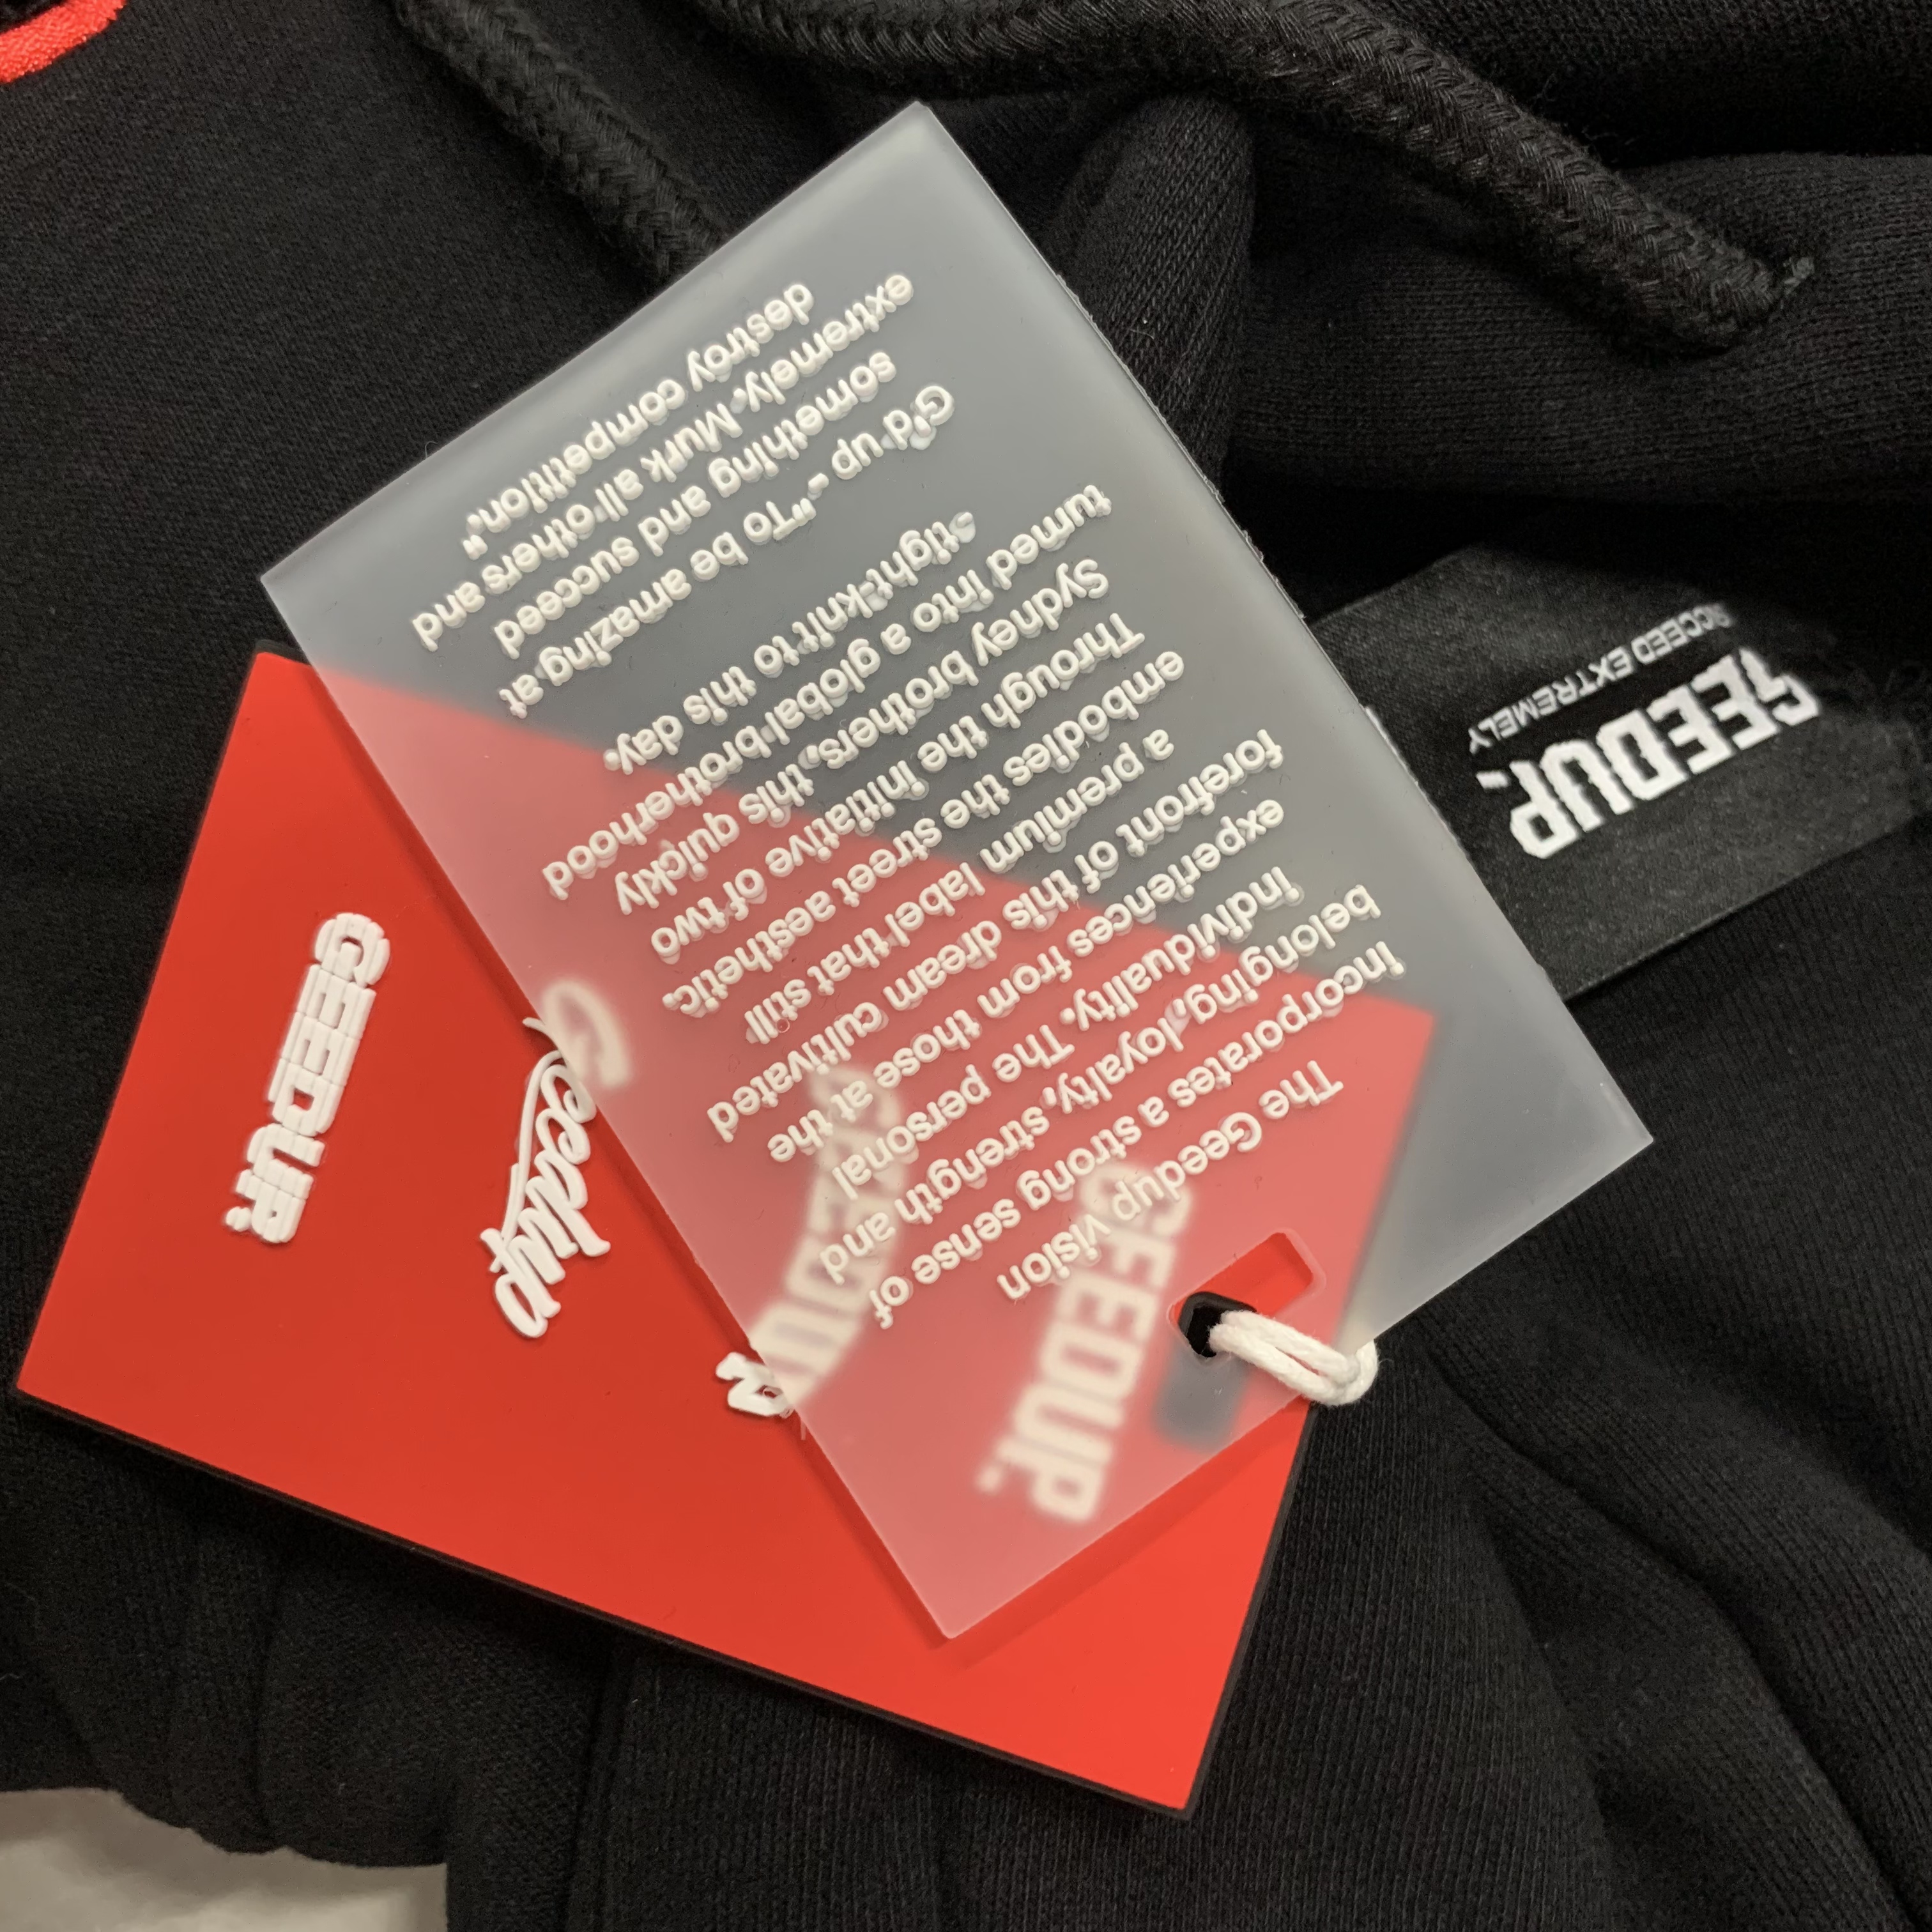 The Geedup vision
incorporates a strong sense of
belonging, loyalty, strength and
individuality. The personal
experiences from those at the
forefront of this dream cultivated
a premium label that still
embodies the street aesthetic.
Through the initiative of two
Sydney brothers, this quickly
turned into a global brotherhood
tight-knit to this day.
G'd up - "To be amazing at
something and succeed
extremely. Murk all others and
destroy competition."
GEEDUP.
Geedup
GEEDUP
GEEDUP.
GEEDUP.
EXTREMELY